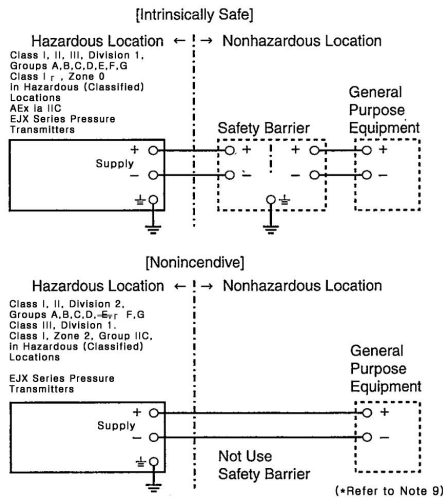 [Intrinsically Safe]
Hazardous Location ← → Nonhazardous Location
Class I, II, III, Division 1,
Groups A,B,C,D,E,F,G
Class I, Zone 0
in Hazardous (Classified)
Locations
AEx ia IIC
EJX Series Pressure
Transmitters
General
Purpose
Equipment
Safety Barrier
+ + + +
Supply
− − − −
[Nonincendive]
Hazardous Location ← → Nonhazardous Location
Class I, II, Division 2,
Groups A,B,C,D, F,G
Class III, Division 1.
Class I, Zone 2, Group IIC,
in Hazardous (Classified)
Locations
EJX Series Pressure
Transmitters
General
Purpose
Equipment
+ +
Supply
− −
Not Use
Safety Barrier
(*Refer to Note 9)